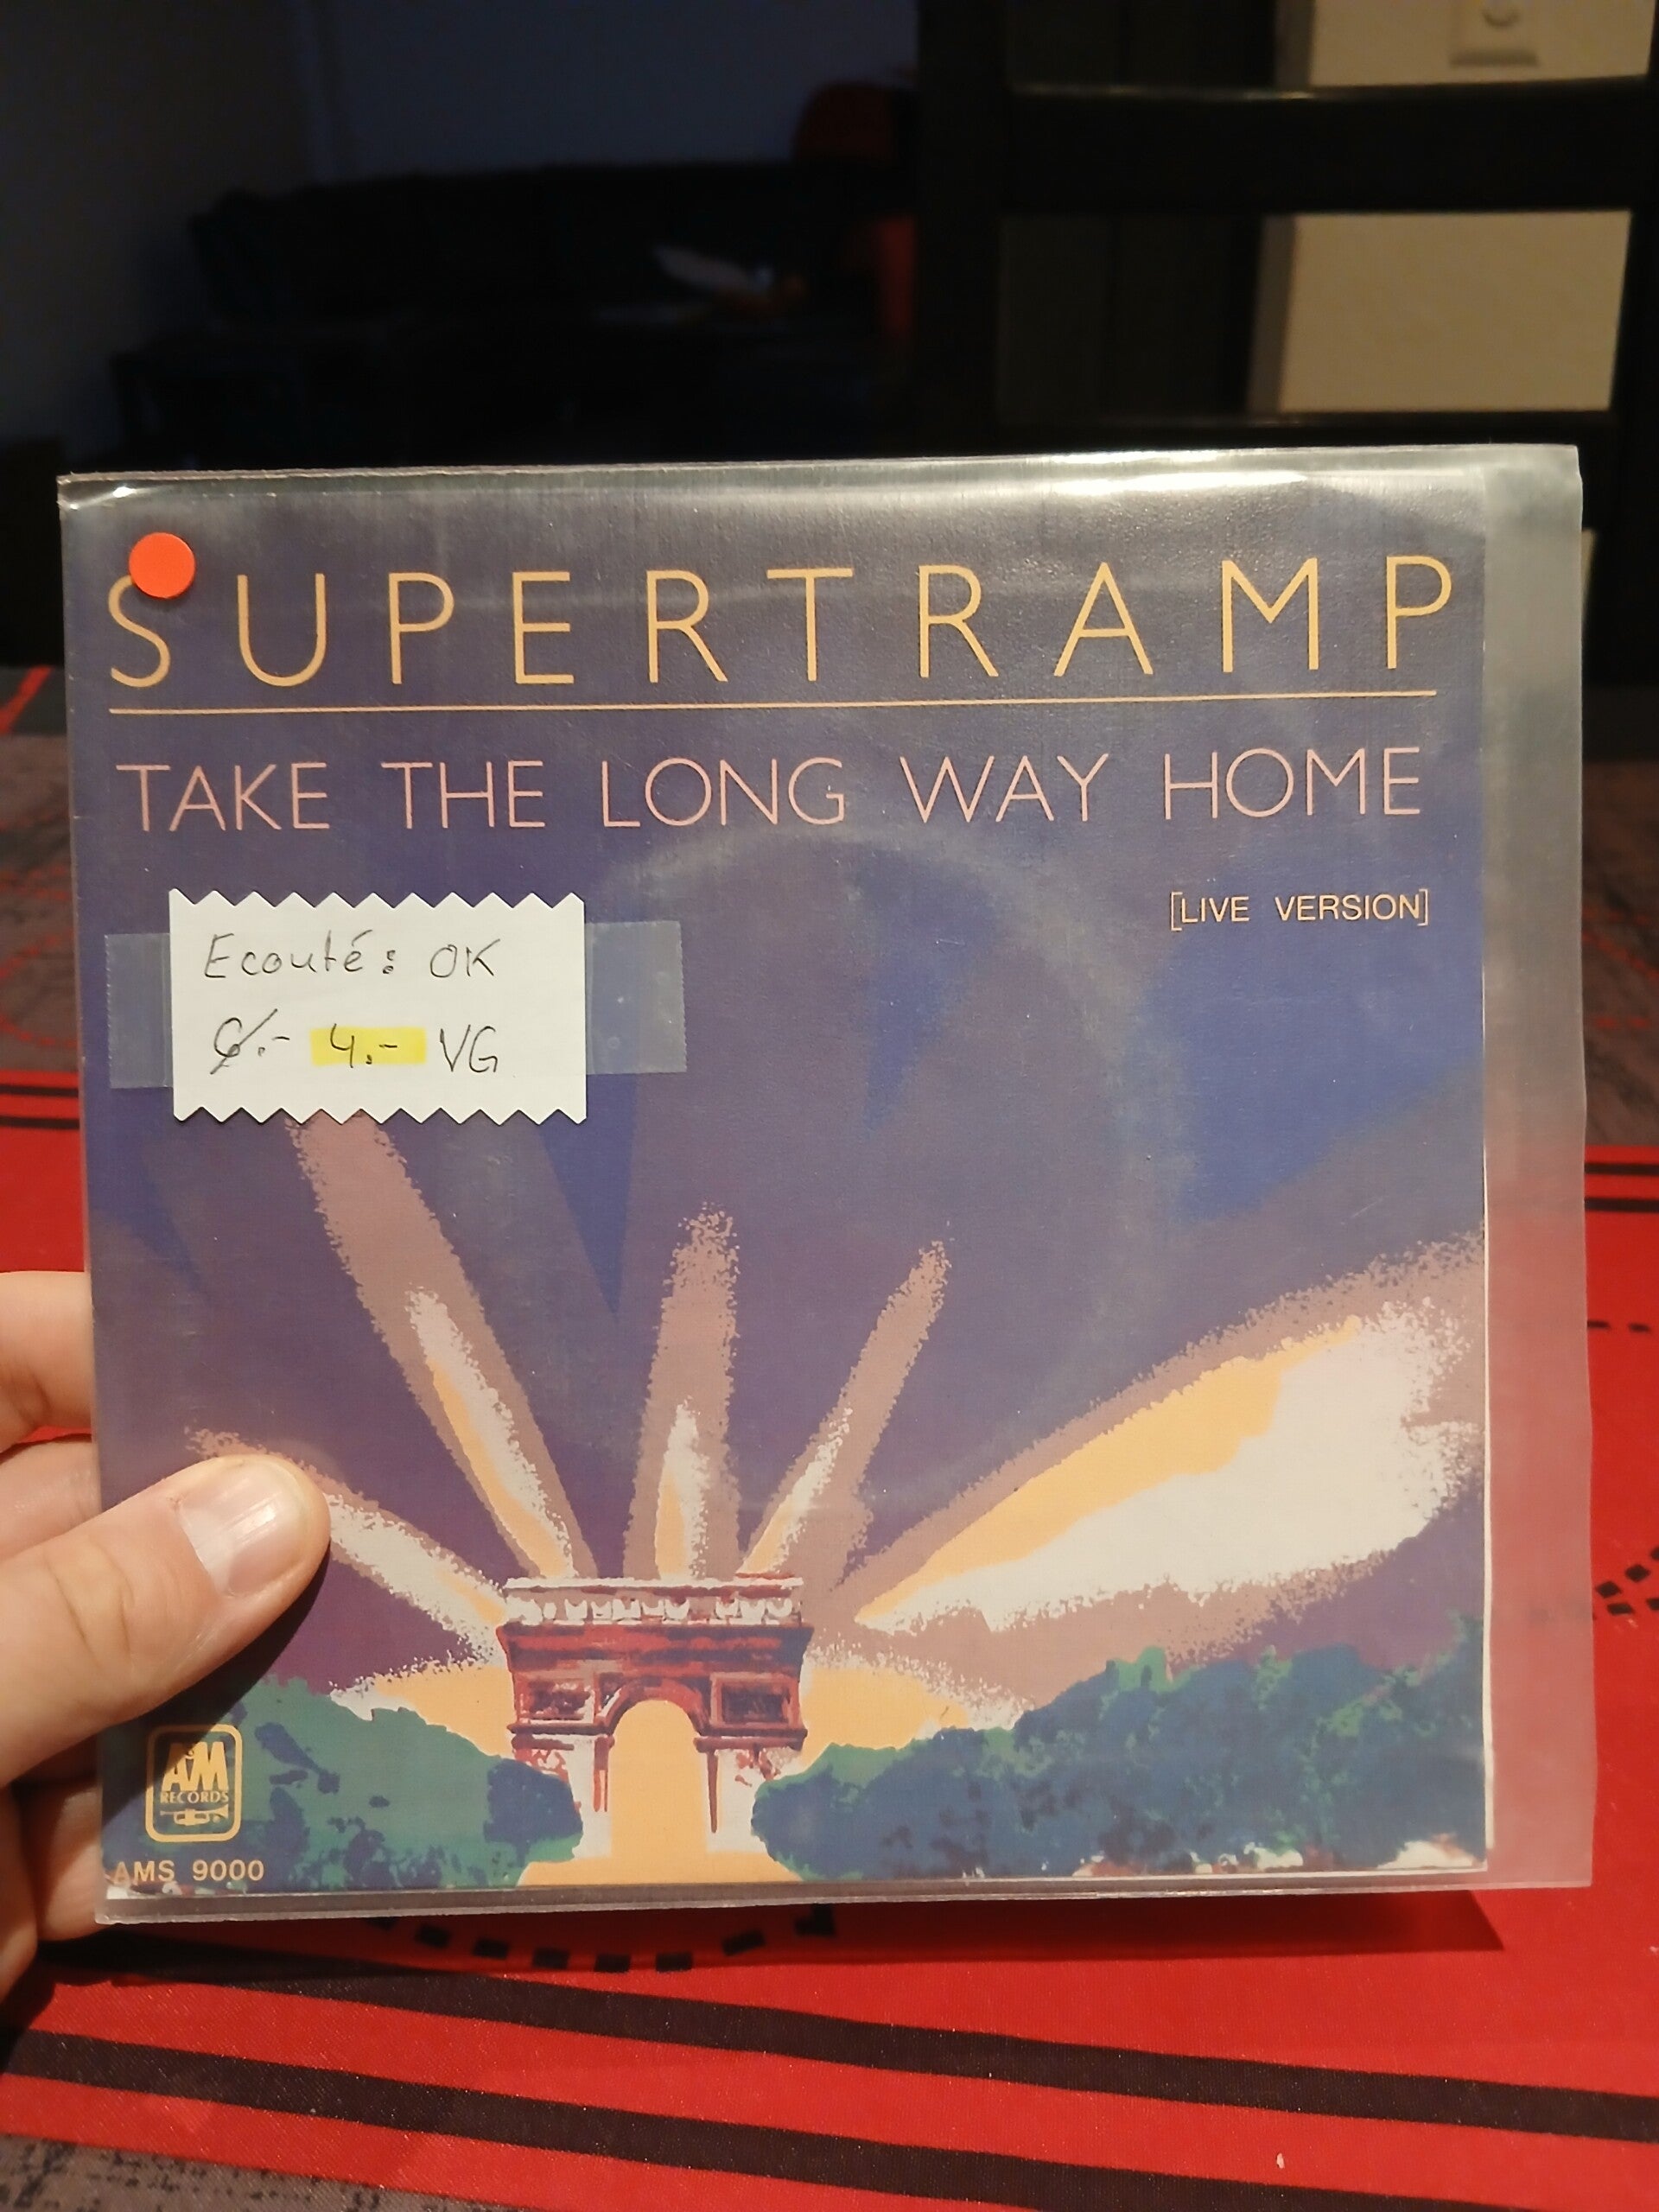 SUPERTRAMP
TAKE THE LONG WAY HOME
[LIVE VERSION]
Ecouté: OK
6.- 4.- VG
A&M
RECORDS
AMS 9000